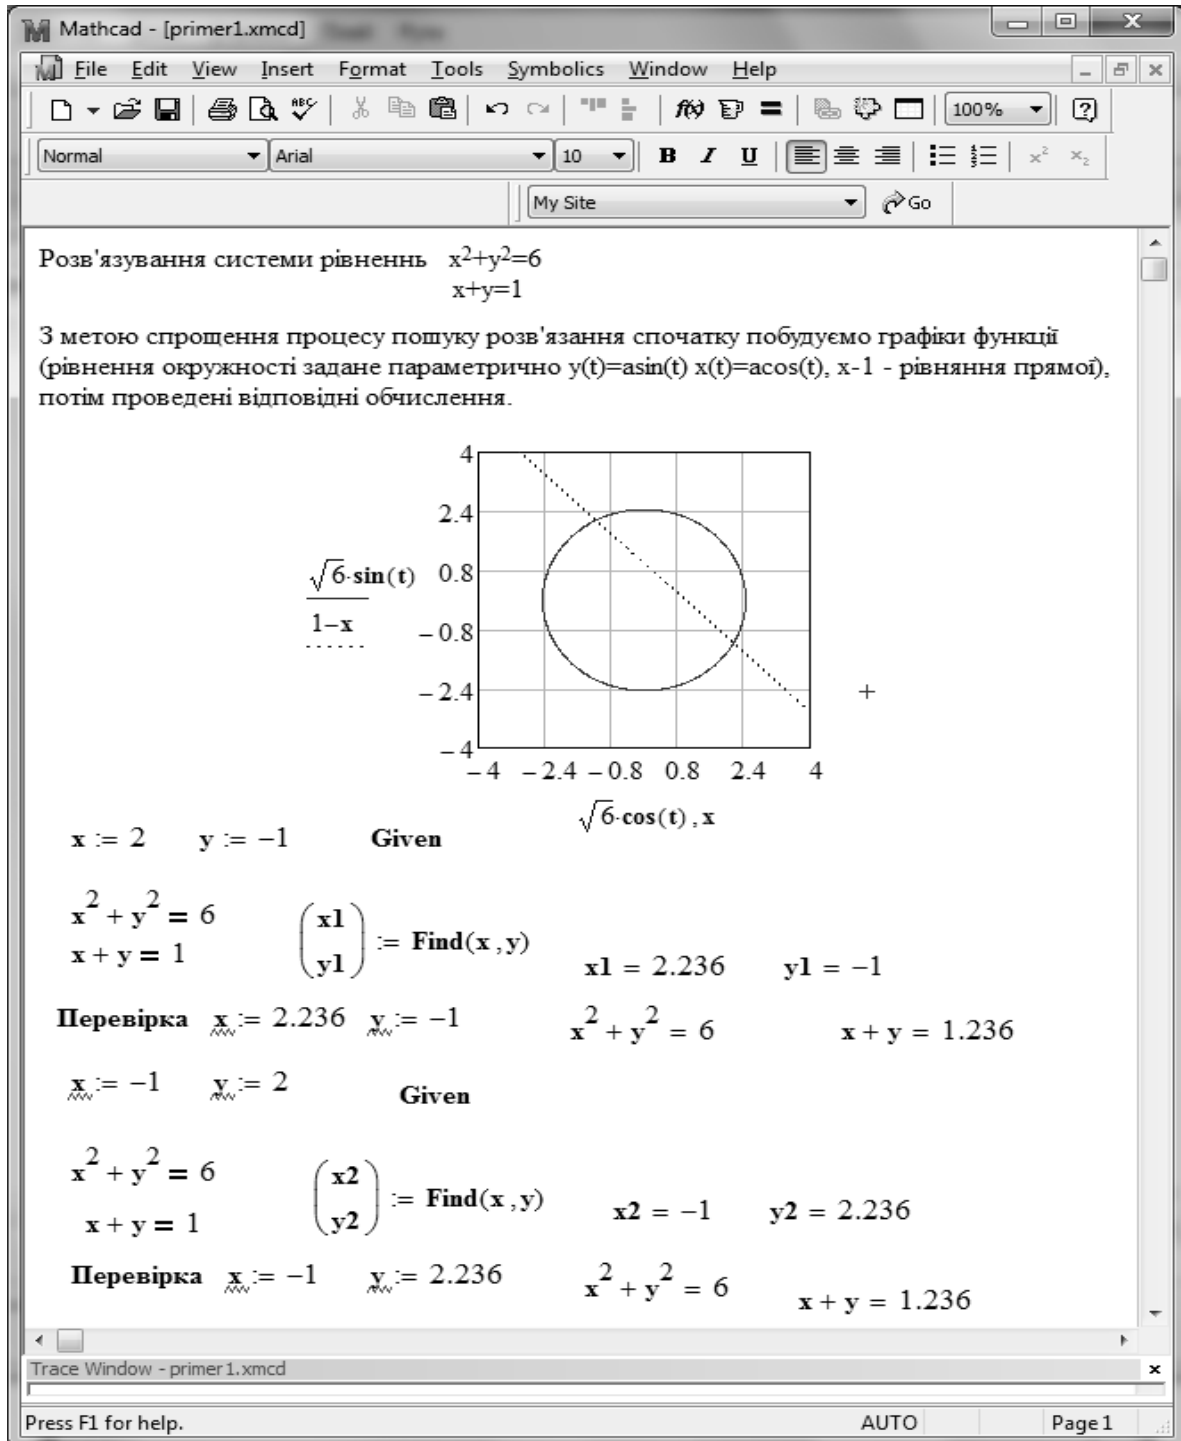 Mathcad - [primer1.xmcd]
File Edit View Insert Format Tools Symbolics Window Help
100%
Normal Arial 10 B I U x² x₂
My Site Go
Розв'язування системи рівненнь x²+y²=6
x+y=1
З метою спрощення процесу пошуку розв'язання спочатку побудуємо графіки функції
(рівнення окружності задане параметрично y(t)=asin(t) x(t)=acos(t), x-1 - рівняння прямої),
потім проведені відповідні обчислення.
4
2.4
√6·sin(t) 0.8
1−x
−0.8
−2.4
+
−4
−4 −2.4 −0.8 0.8 2.4 4
√6·cos(t) , x
x := 2 y := −1 Given
x² + y² = 6
x + y = 1
(x1 y1) := Find(x , y)
x1 = 2.236 y1 = −1
Перевірка x := 2.236 y := −1 x² + y² = 6 x + y = 1.236
x := −1 y := 2 Given
x² + y² = 6
x + y = 1
(x2 y2) := Find(x , y)
x2 = −1 y2 = 2.236
Перевірка x := −1 y := 2.236 x² + y² = 6 x + y = 1.236
Trace Window - primer1.xmcd
Press F1 for help. AUTO Page 1